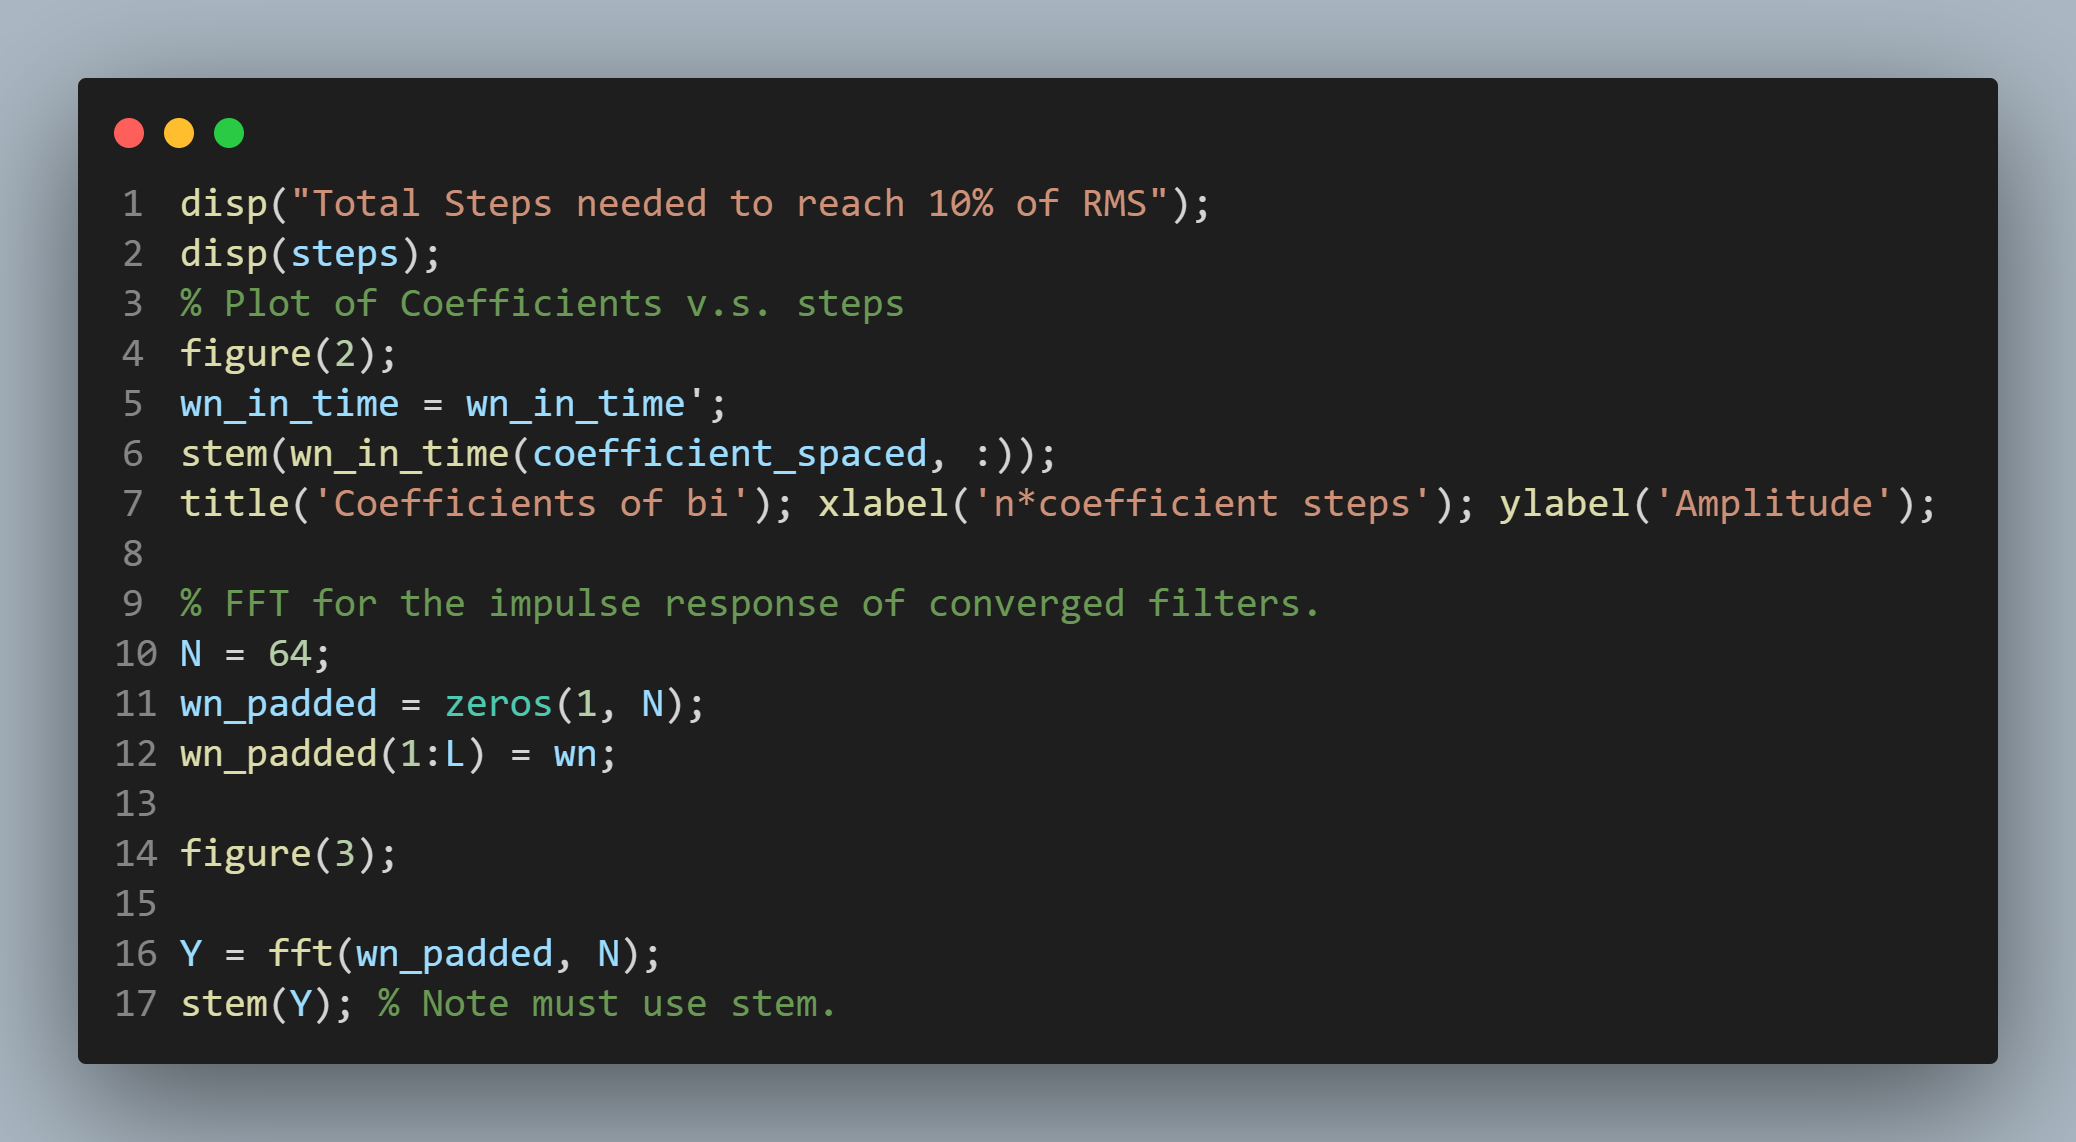 1 disp("Total Steps needed to reach 10% of RMS");
2 disp(steps);
3 % Plot of Coefficients v.s. steps
4 figure(2);
5 wn_in_time = wn_in_time';
6 stem(wn_in_time(coefficient_spaced, :));
7 title('Coefficients of bi'); xlabel('n*coefficient steps'); ylabel('Amplitude');
8
9 % FFT for the impulse response of converged filters.
10 N = 64;
11 wn_padded = zeros(1, N);
12 wn_padded(1:L) = wn;
13
14 figure(3);
15
16 Y = fft(wn_padded, N);
17 stem(Y); % Note must use stem.